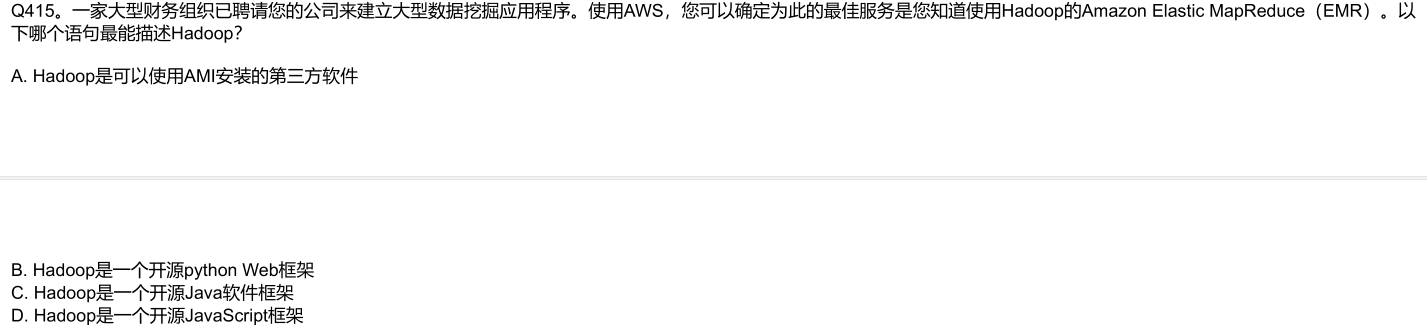 Q415。一家大型财务组织已聘请您的公司来建立大型数据挖掘应用程序。使用AWS，您可以确定为此的最佳服务是您知道使用Hadoop的Amazon Elastic MapReduce（EMR）。以
下哪个语句最能描述Hadoop？
A. Hadoop是可以使用AMI安装的第三方软件
B. Hadoop是一个开源python Web框架
C. Hadoop是一个开源Java软件框架
D. Hadoop是一个开源JavaScript框架